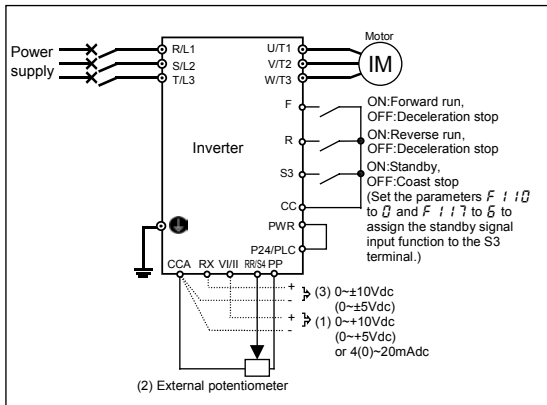 Power
supply
R/L1
S/L2
T/L3
U/T1
V/T2
W/T3
Motor
IM
Inverter
F
R
S3
CC
PWR
P24/PLC
ON:Forward run,
OFF:Deceleration stop
ON:Reverse run,
OFF:Deceleration stop
ON:Standby,
OFF:Coast stop
(Set the parameters F 110
to 0 and F 117 to 6 to
assign the standby signal
input function to the S3
terminal.)
CCA RX VI/II RR/S4 PP
+
-
(3) 0~±10Vdc
(0~±5Vdc)
+
-
(1) 0~+10Vdc
(0~+5Vdc)
or 4(0)~20mAdc
(2) External potentiometer